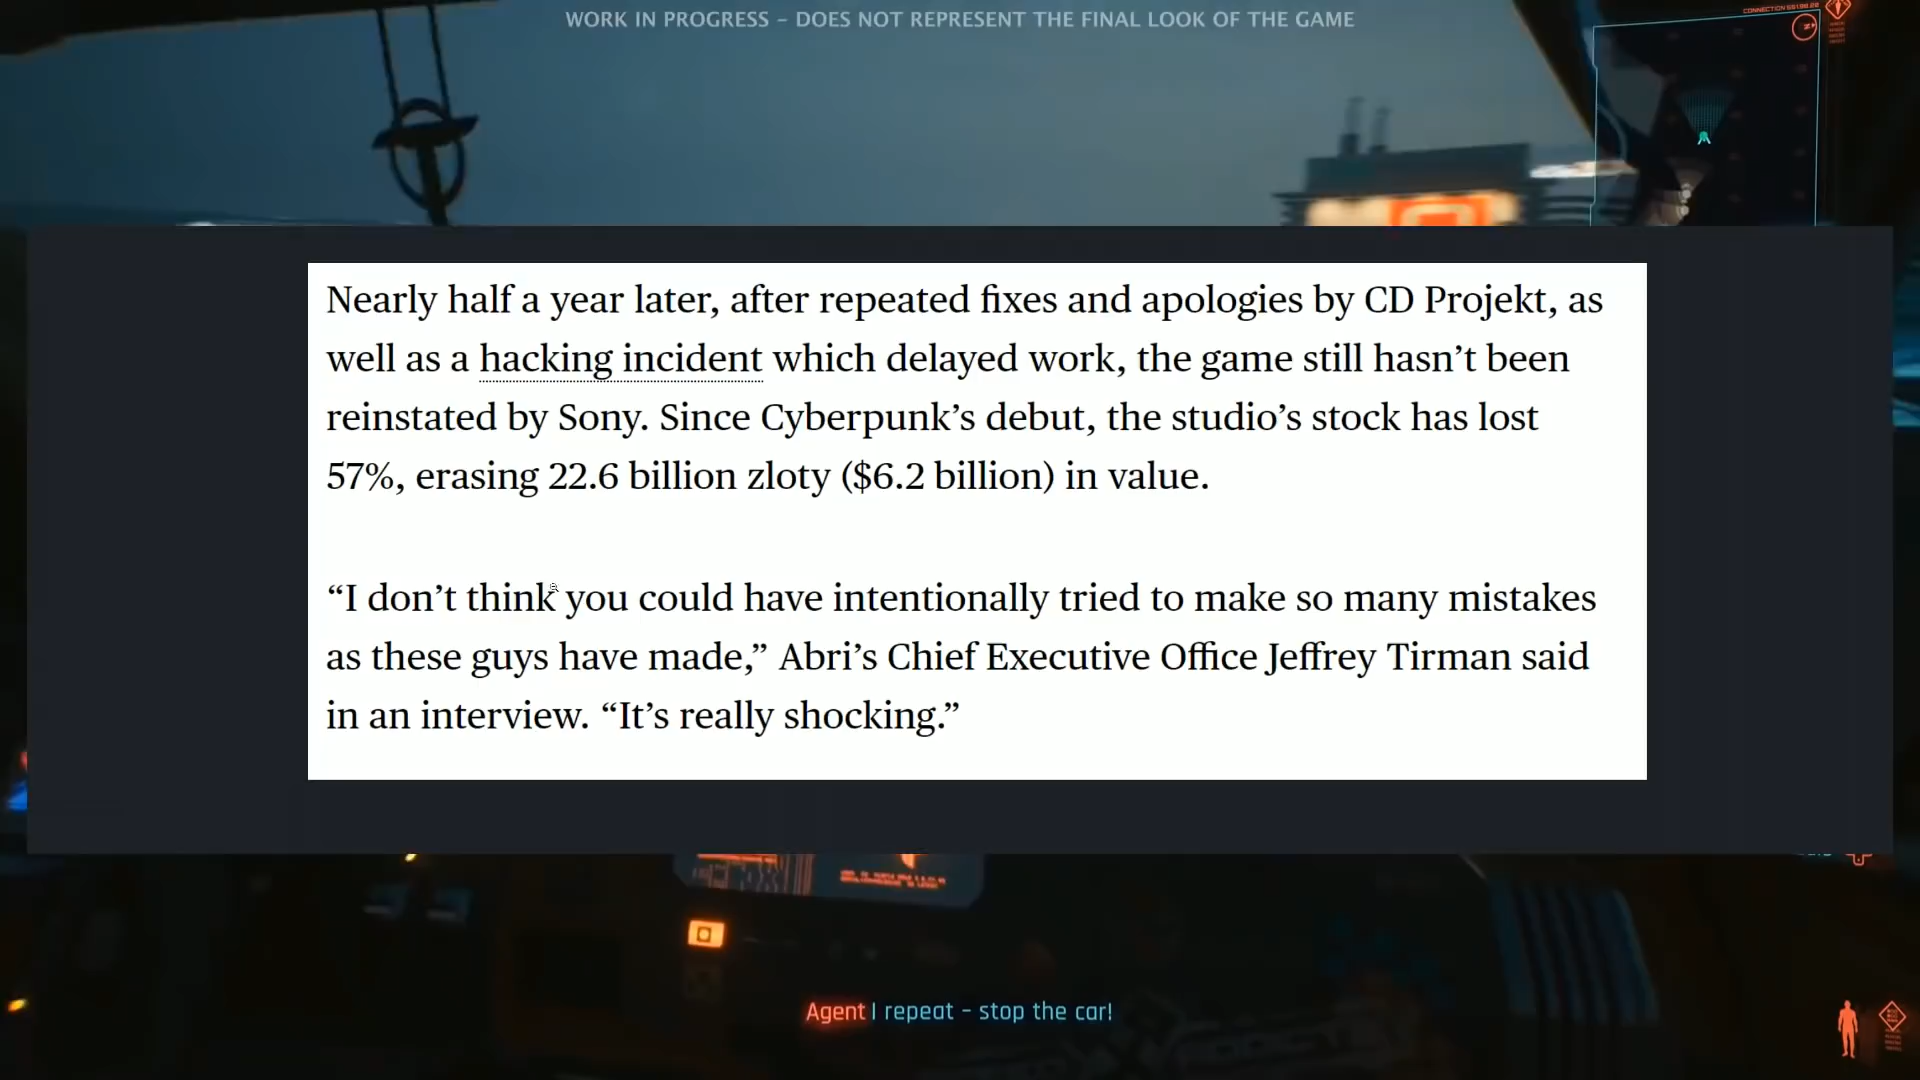 WORK IN PROGRESS – DOES NOT REPRESENT THE FINAL LOOK OF THE GAME
Nearly half a year later, after repeated fixes and apologies by CD Projekt, as
well as a hacking incident which delayed work, the game still hasn’t been
reinstated by Sony. Since Cyberpunk’s debut, the studio’s stock has lost
57%, erasing 22.6 billion zloty ($6.2 billion) in value.
“I don’t think you could have intentionally tried to make so many mistakes
as these guys have made,” Abri’s Chief Executive Office Jeffrey Tirman said
in an interview. “It’s really shocking.”
Agent I repeat – stop the car!